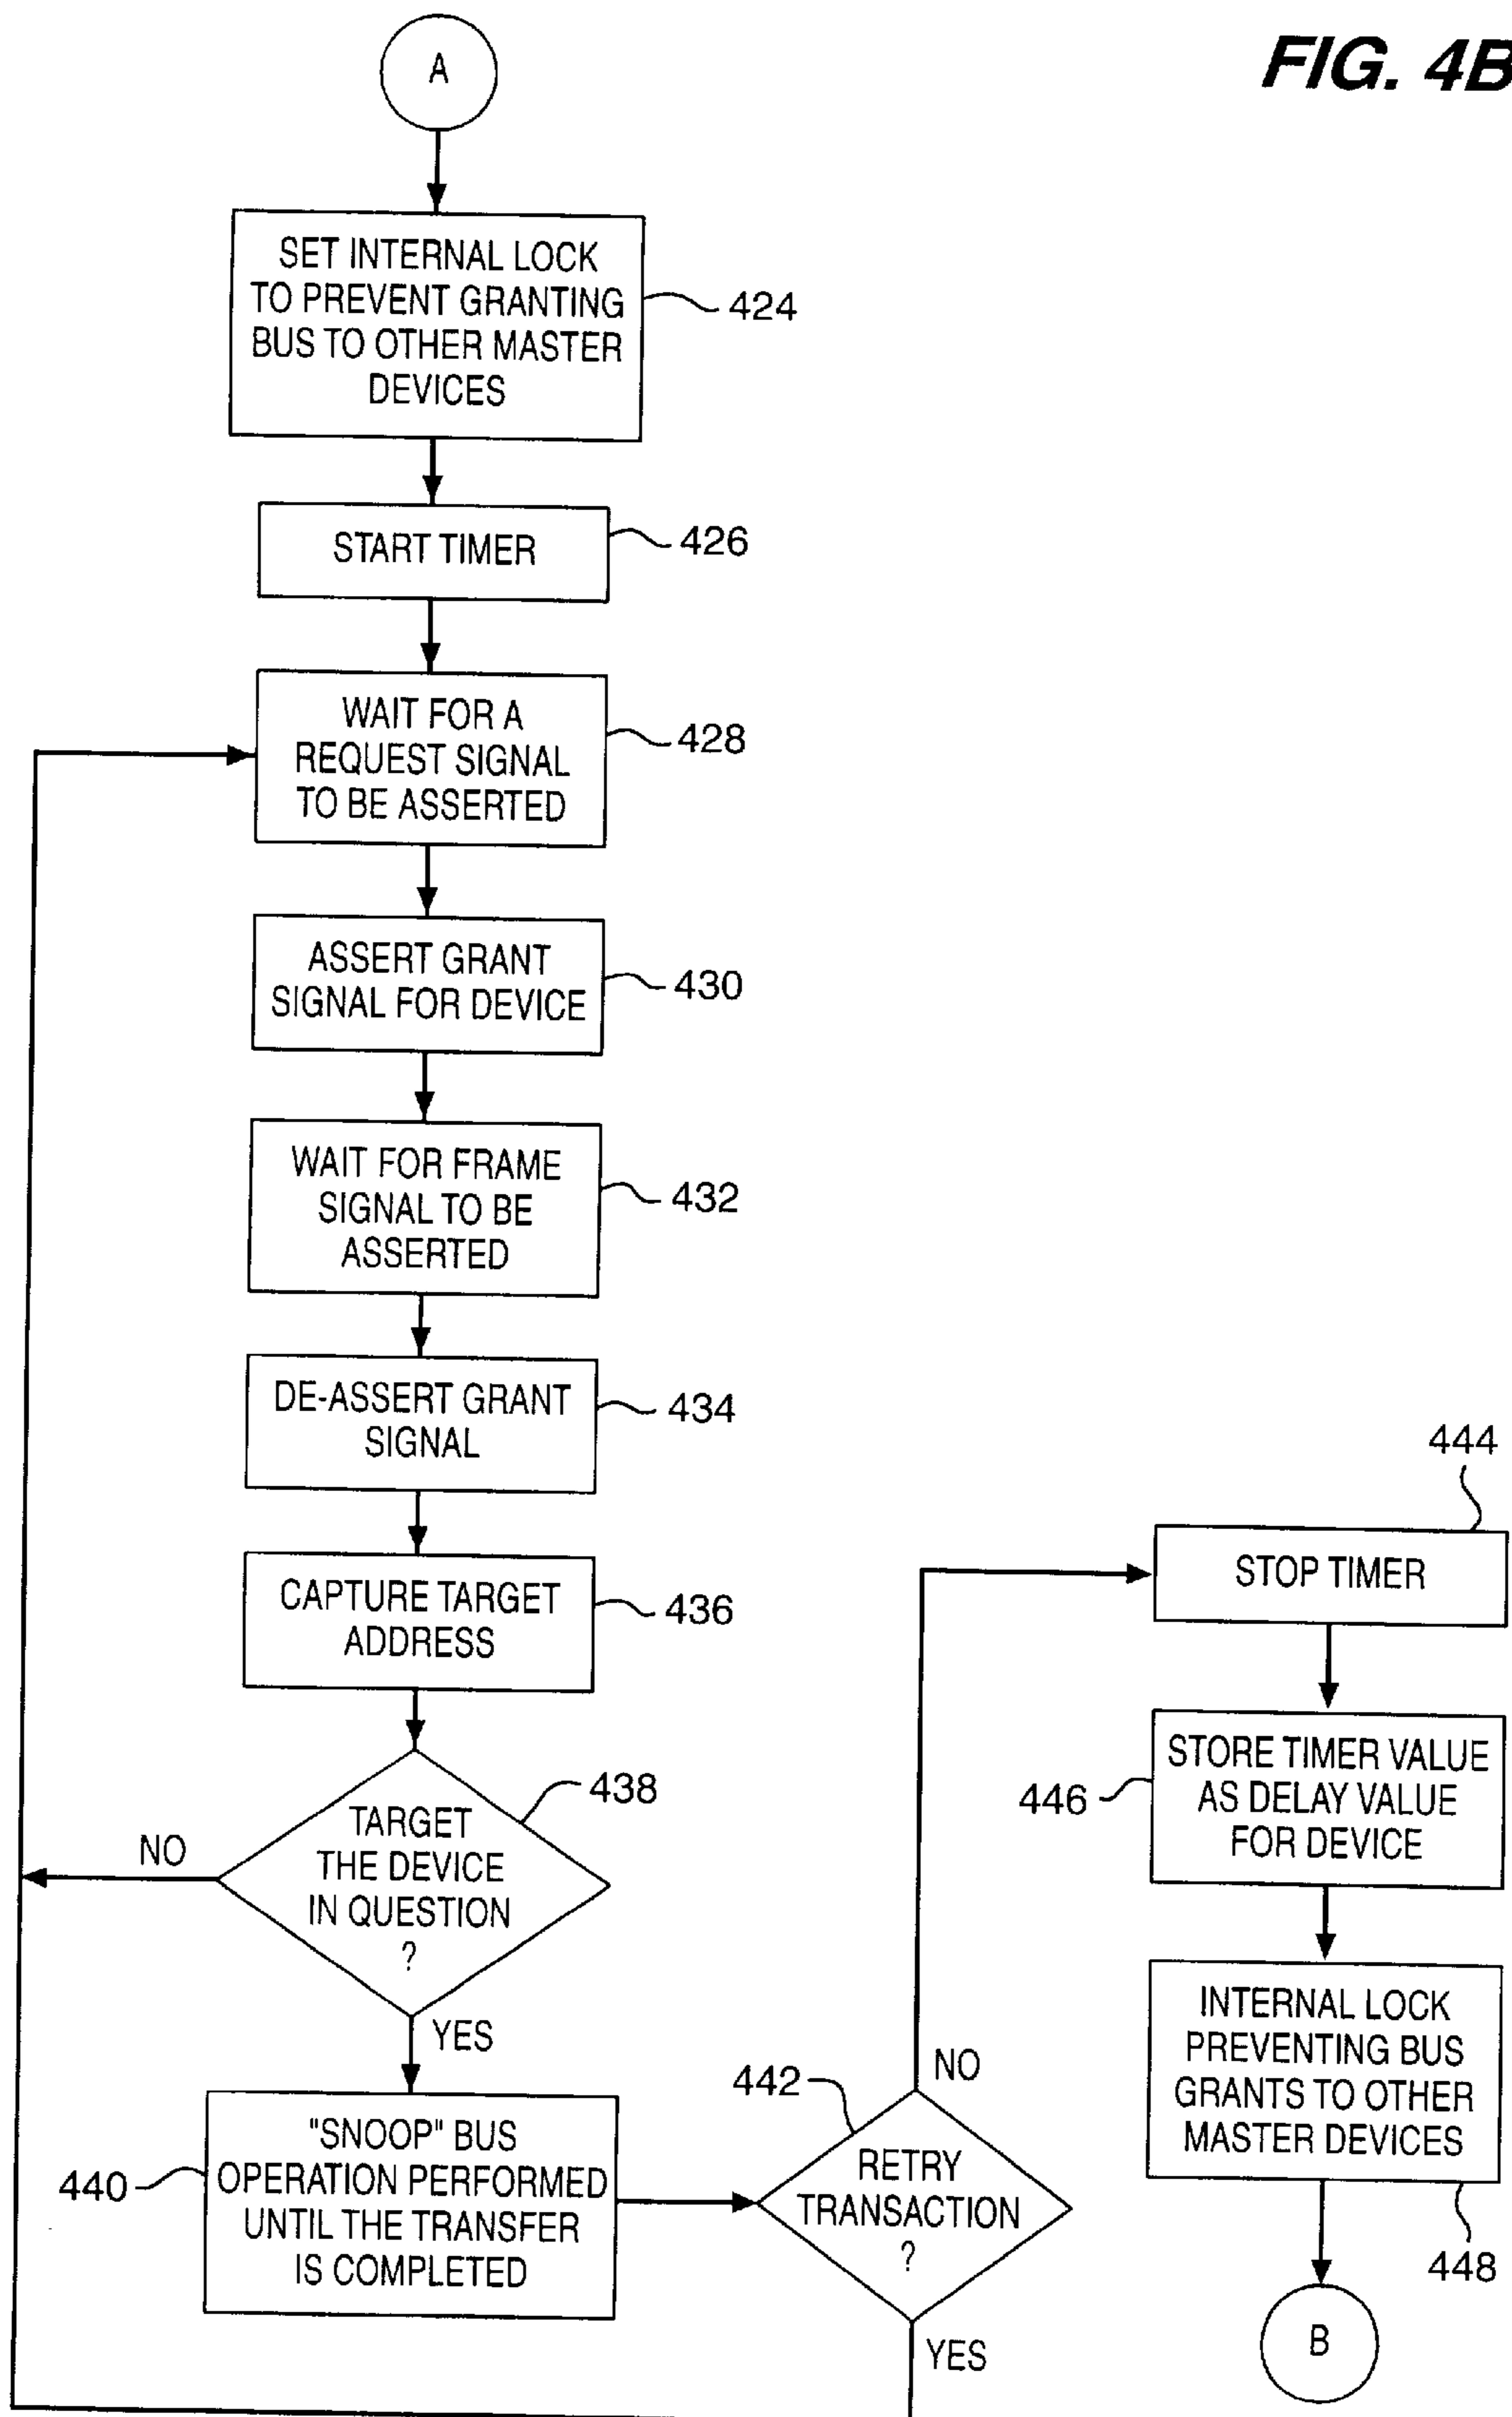 FIG. 4B
A
SET INTERNAL LOCK
TO PREVENT GRANTING
BUS TO OTHER MASTER
DEVICES
424
START TIMER
426
WAIT FOR A
REQUEST SIGNAL
TO BE ASSERTED
428
ASSERT GRANT
SIGNAL FOR DEVICE
430
WAIT FOR FRAME
SIGNAL TO BE
ASSERTED
432
DE-ASSERT GRANT
SIGNAL
434
CAPTURE TARGET
ADDRESS
436
TARGET
THE DEVICE
IN QUESTION
?
438
NO
YES
"SNOOP" BUS
OPERATION PERFORMED
UNTIL THE TRANSFER
IS COMPLETED
440
RETRY
TRANSACTION
?
442
NO
YES
444
STOP TIMER
STORE TIMER VALUE
AS DELAY VALUE
FOR DEVICE
446
INTERNAL LOCK
PREVENTING BUS
GRANTS TO OTHER
MASTER DEVICES
448
B